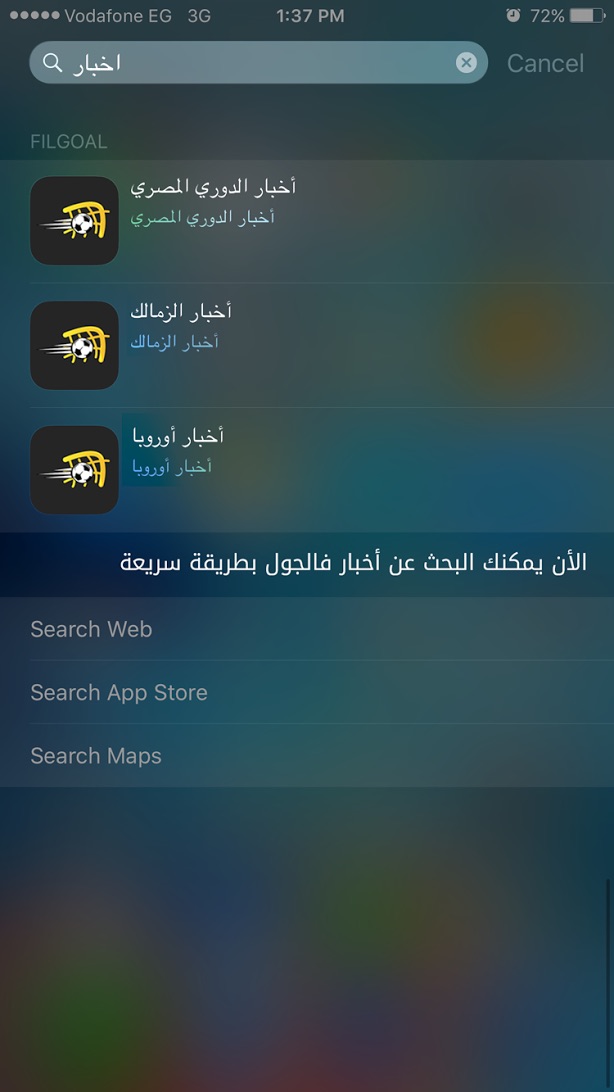 Vodafone EG 3G 1:37 PM 72%
اخبار Cancel
FILGOAL
أخبار الدوري المصري
أخبار الدوري المصري
أخبار الزمالك
أخبار الزمالك
أخبار أوروبا
أخبار أوروبا
الأن يمكنك البحث عن أخبار فالجول بطريقة سريعة
Search Web
Search App Store
Search Maps